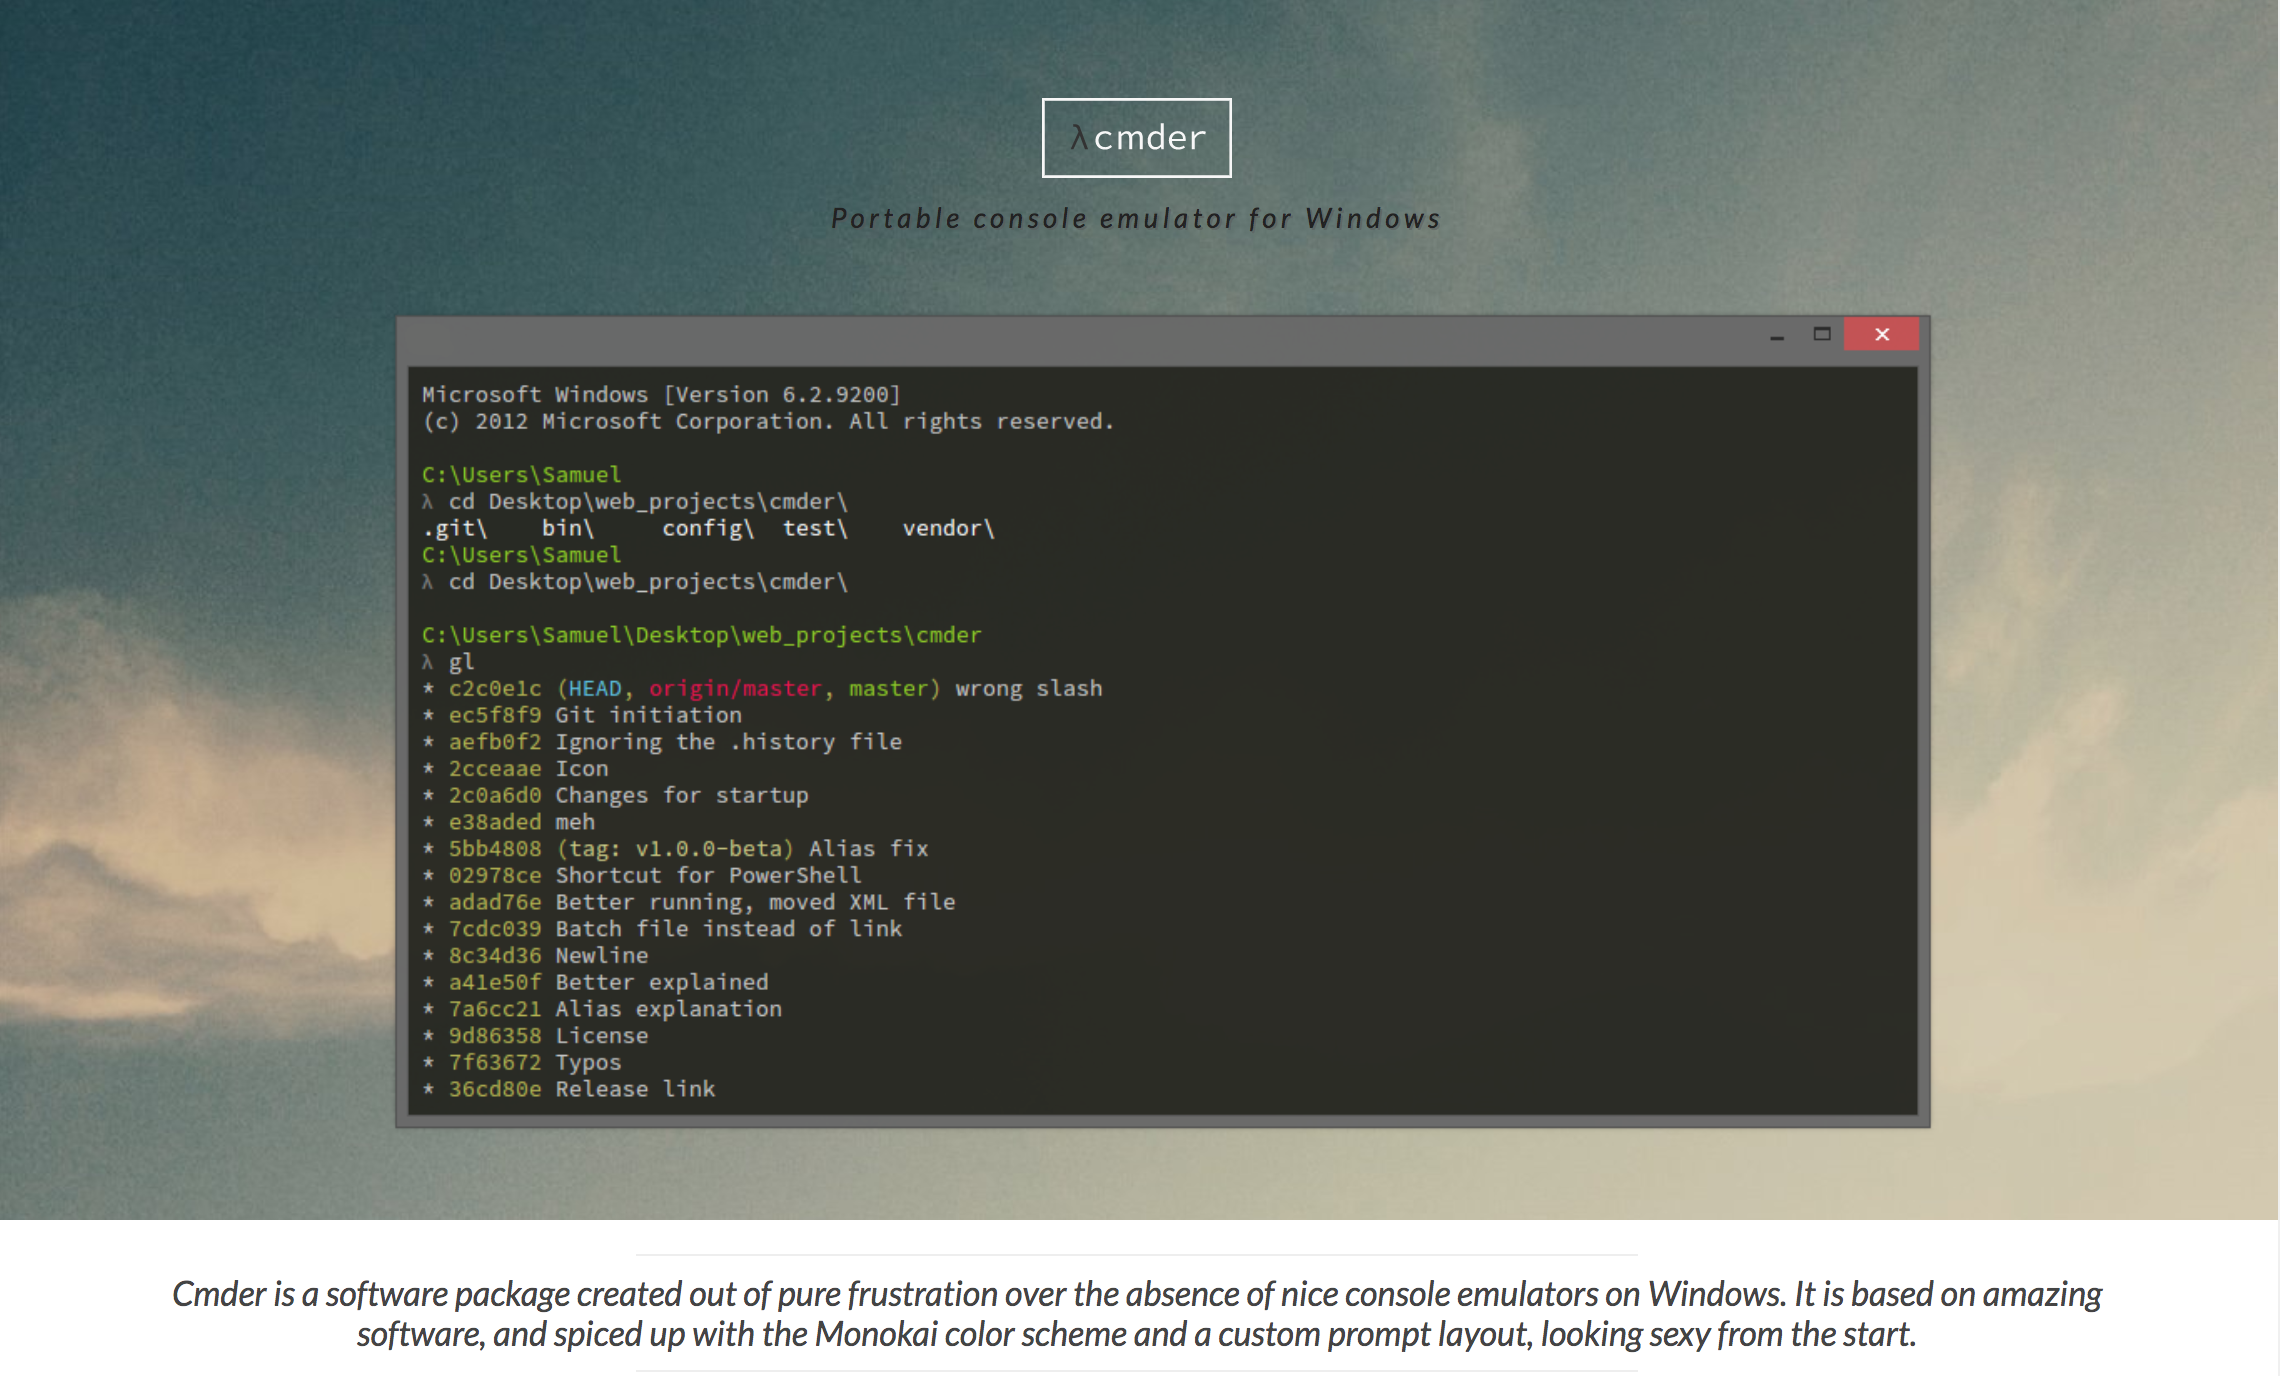 λ cmder
Portable console emulator for Windows
Microsoft Windows [Version 6.2.9200]
(c) 2012 Microsoft Corporation. All rights reserved.
C:\Users\Samuel
λ cd Desktop\web_projects\cmder\
.git\    bin\     config\  test\    vendor\
C:\Users\Samuel
λ cd Desktop\web_projects\cmder\
C:\Users\Samuel\Desktop\web_projects\cmder
λ gl
* c2c0e1c (HEAD, origin/master, master) wrong slash
* ec5f8f9 Git initiation
* aefb0f2 Ignoring the .history file
* 2cceaae Icon
* 2c0a6d0 Changes for startup
* e38aded meh
* 5bb4808 (tag: v1.0.0-beta) Alias fix
* 02978ce Shortcut for PowerShell
* adad76e Better running, moved XML file
* 7cdc039 Batch file instead of link
* 8c34d36 Newline
* a41e50f Better explained
* 7a6cc21 Alias explanation
* 9d86358 License
* 7f63672 Typos
* 36cd80e Release link
Cmder is a software package created out of pure frustration over the absence of nice console emulators on Windows. It is based on amazing
software, and spiced up with the Monokai color scheme and a custom prompt layout, looking sexy from the start.